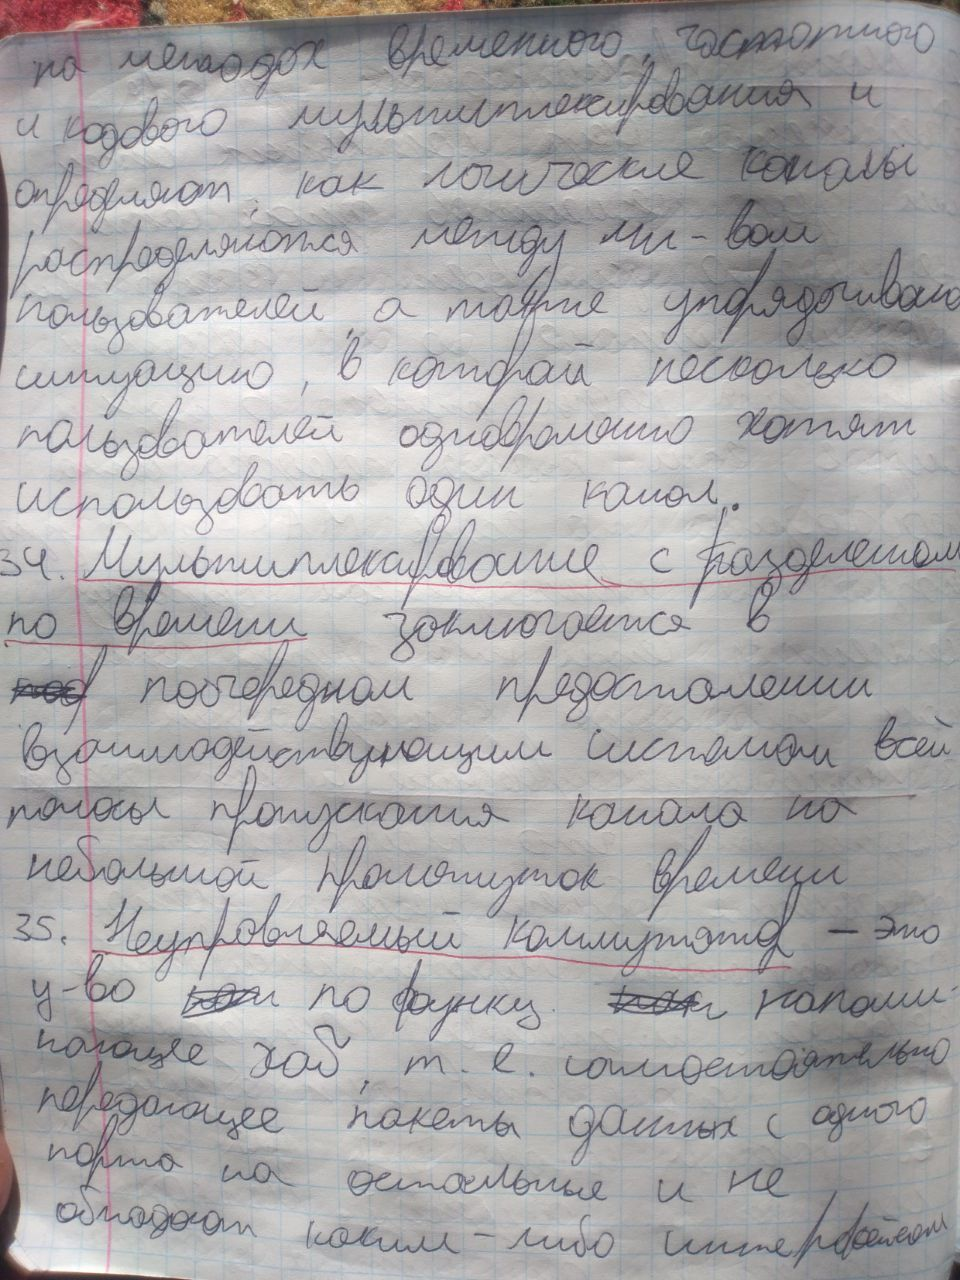 на методах временного, частотного
и кодового мультиплексирования и
определяют, как логические каналы
распределяются между мн-вом
пользователей, а также упорядочивают
ситуацию, в которой несколько
пользователей одновременно хотят
использовать один канал.
34. Мультиплексирование с разделением
по времени заключается в
поочередном предоставлении
взаимодействующим системам всей
полосы пропускания канала на
небольшой промежуток времени
35. Неуправляемый коммутатор – это
у-во по функц. напоми-
нающее хаб, т. е. самостоятельно
передающее пакеты данных с одного
порта на остальные и не
обладают каким-либо интерфейсом